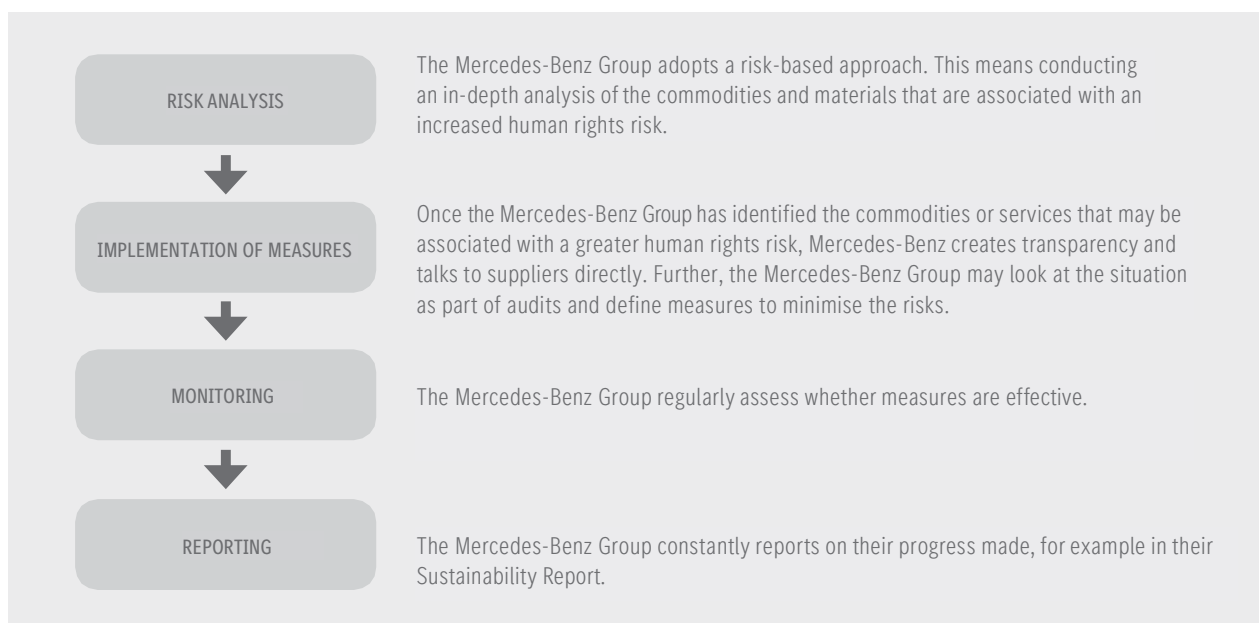 RISK ANALYSIS
The Mercedes-Benz Group adopts a risk-based approach. This means conducting
an in-depth analysis of the commodities and materials that are associated with an
increased human rights risk.
IMPLEMENTATION OF MEASURES
Once the Mercedes-Benz Group has identified the commodities or services that may be
associated with a greater human rights risk, Mercedes-Benz creates transparency and
talks to suppliers directly. Further, the Mercedes-Benz Group may look at the situation
as part of audits and define measures to minimise the risks.
MONITORING
The Mercedes-Benz Group regularly assess whether measures are effective.
REPORTING
The Mercedes-Benz Group constantly reports on their progress made, for example in their
Sustainability Report.